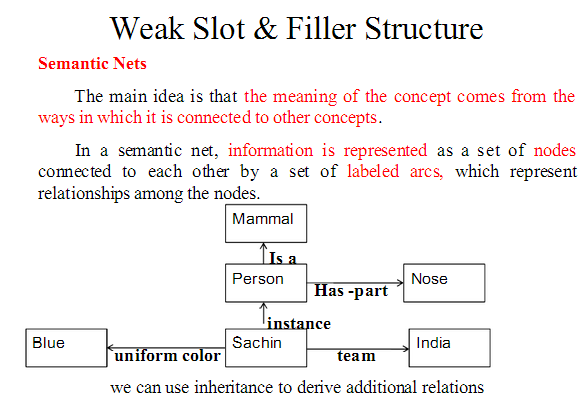 Weak Slot & Filler Structure
Semantic Nets
The main idea is that the meaning of the concept comes from the
ways in which it is connected to other concepts.
In a semantic net, information is represented as a set of nodes
connected to each other by a set of labeled arcs, which represent
relationships among the nodes.
Mammal
Is a
Person
Has -part
Nose
instance
Blue
uniform color
Sachin
team
India
we can use inheritance to derive additional relations